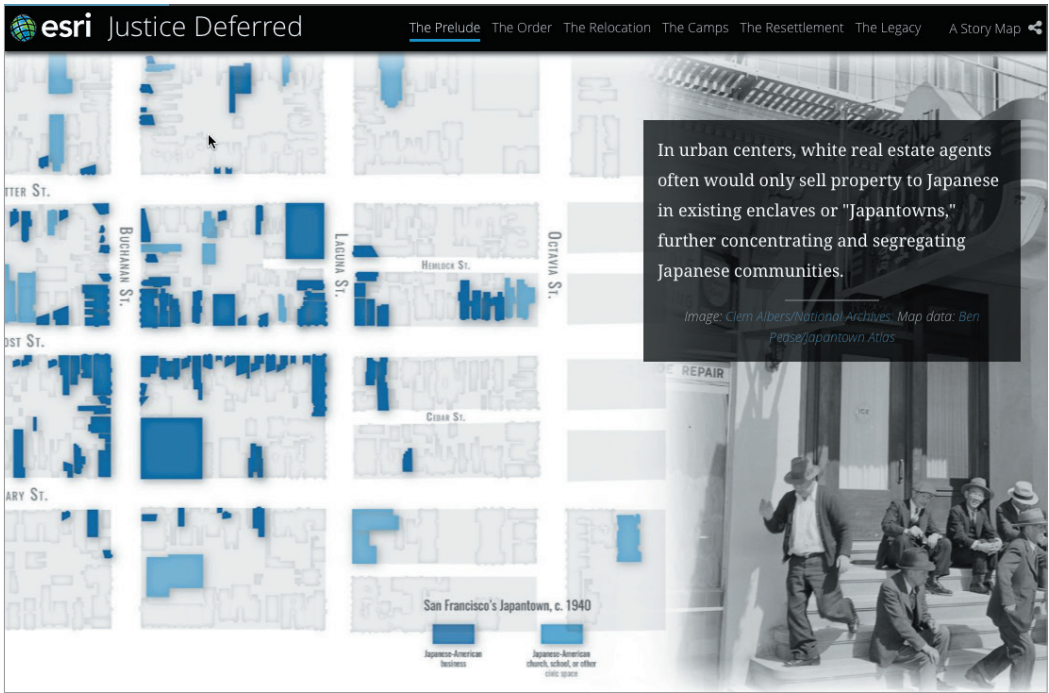 esri Justice Deferred
The Prelude The Order The Relocation The Camps The Resettlement The Legacy A Story Map
In urban centers, white real estate agents
often would only sell property to Japanese
in existing enclaves or "Japantowns,"
further concentrating and segregating
Japanese communities.
Image: Clem Albers/National Archives. Map data: Ben
Pease/Japantown Atlas
TTER ST.
BUCHANAN ST.
LAGUNA ST.
OCTAVIA ST.
HEMLOCK ST.
OST ST.
REPAIR
CEDAR ST.
ARY ST.
San Francisco's Japantown, c. 1940
Japanese-American
business
Japanese-American
church, school, or other
civic space